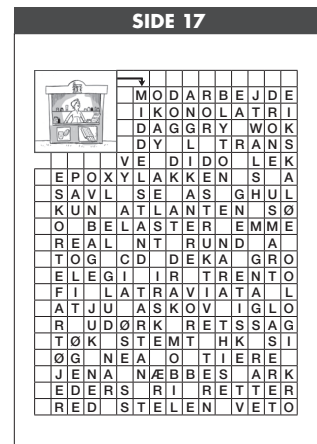 SIDE 17
MODARBEJDE
IKONOLATRI
DAGGRY WOK
DY L TRANS
VE DIDO LEK
EPOXYLAKKEN S A
SAVL SE AS GHUL
KUN ATLANTEN SØ
O BELASTER EMME
REAL NT RUND A
TOG CD DEKA GRO
ELEGI IR TRENTO
FI LATRAVIATA L
ATJU ASKOV IGLO
R UDØRK RETSSAG
TØK STEMT HK SI
ØG NEA O TIERE
JENA NÆBBES ARK
EDERS RI RETTER
RED STELEN VETO